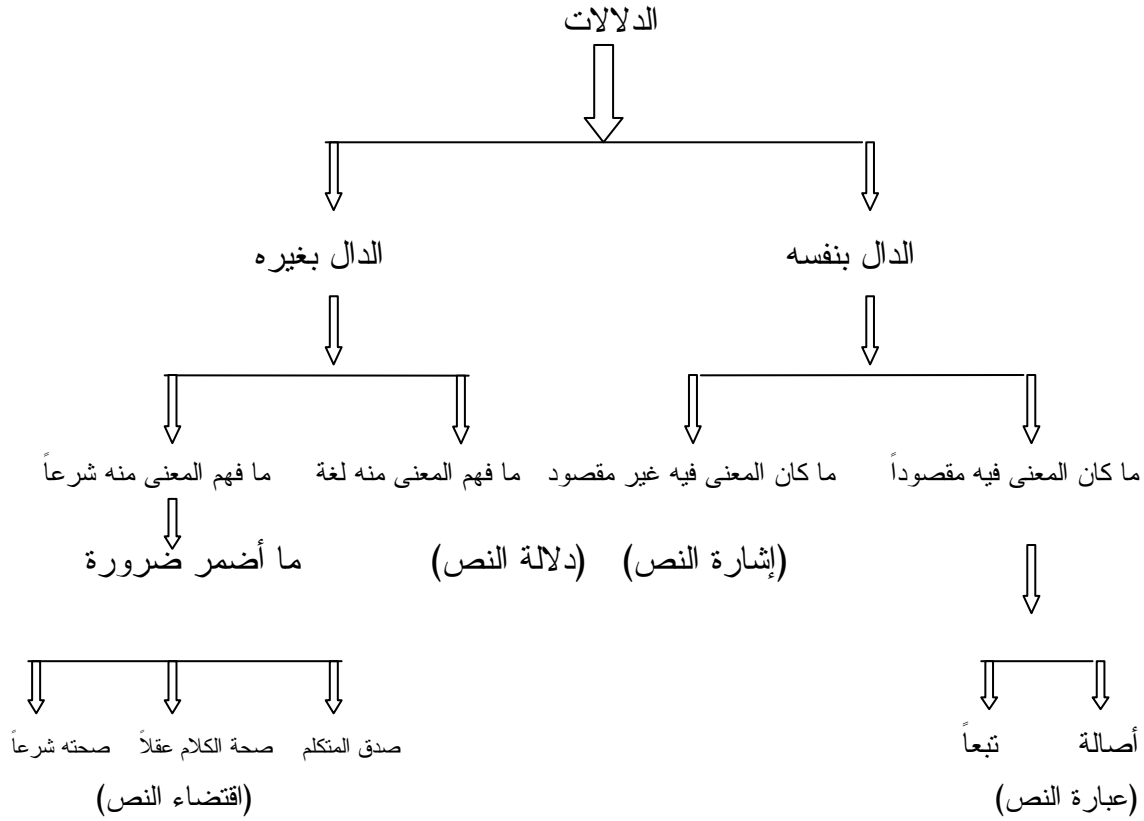 الدلالات
الدال بنفسه
الدال بغيره
ما كان المعنى فيه مقصوداً
ما كان المعنى فيه غير مقصود
ما فهم المعنى منه لغة
ما فهم المعنى منه شرعاً
(إشارة النص)
(دلالة النص)
ما أضمر ضرورة
أصالة
تبعاً
صدق المتكلم
صحة الكلام عقلاً
صحته شرعاً
(عبارة النص)
(اقتضاء النص)